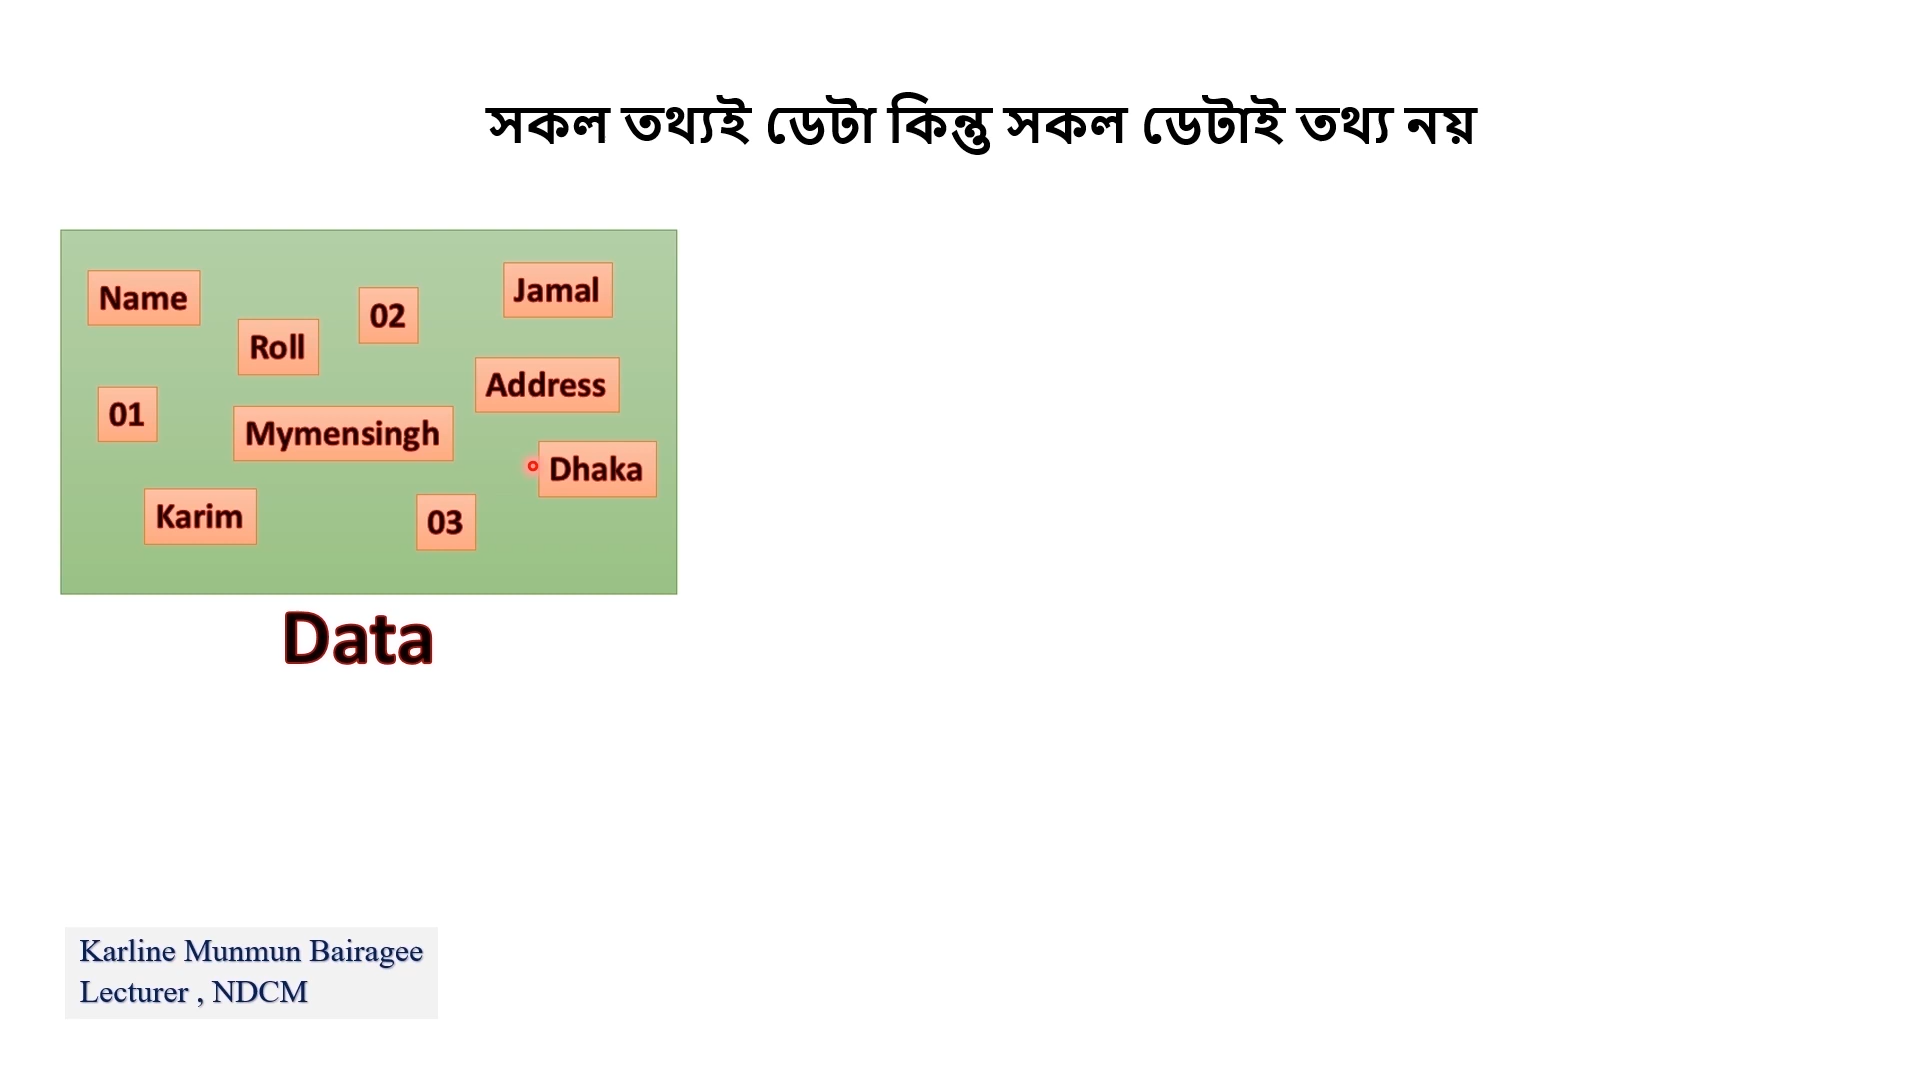 সকল তথ্যই ডেটা কিন্তু সকল ডেটাই তথ্য নয়
Name
Roll
02
Jamal
01
Mymensingh
Address
Dhaka
Karim
03
Data
Karline Munmun Bairagee
Lecturer , NDCM